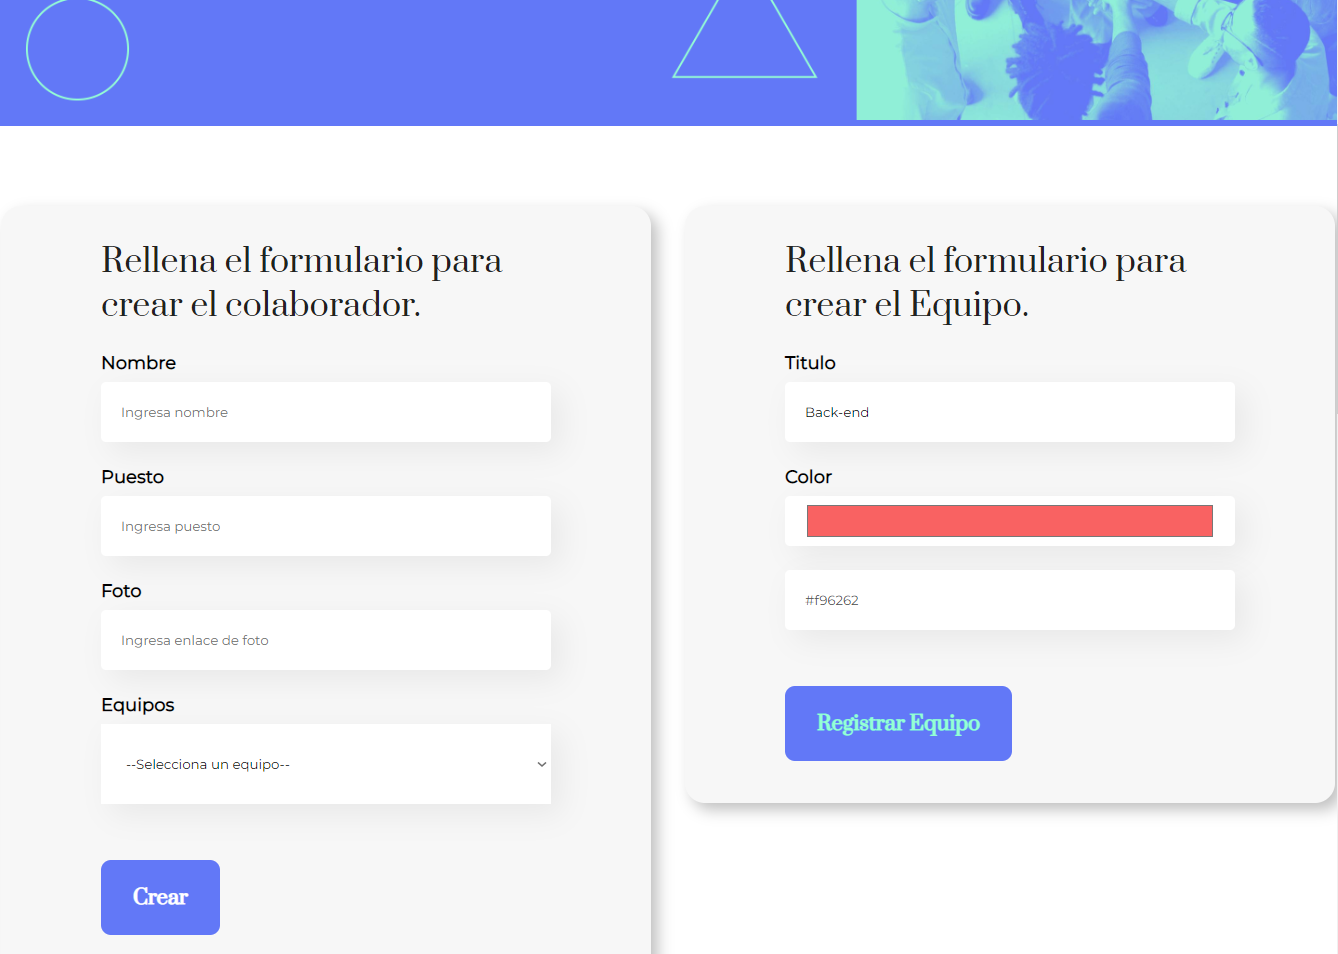 Rellena el formulario para
crear el colaborador.
Nombre
Ingresa nombre
Puesto
Ingresa puesto
Foto
Ingresa enlace de foto
Equipos
--Selecciona un equipo--
Crear
Rellena el formulario para
crear el Equipo.
Titulo
Back-end
Color
#f96262
Registrar Equipo